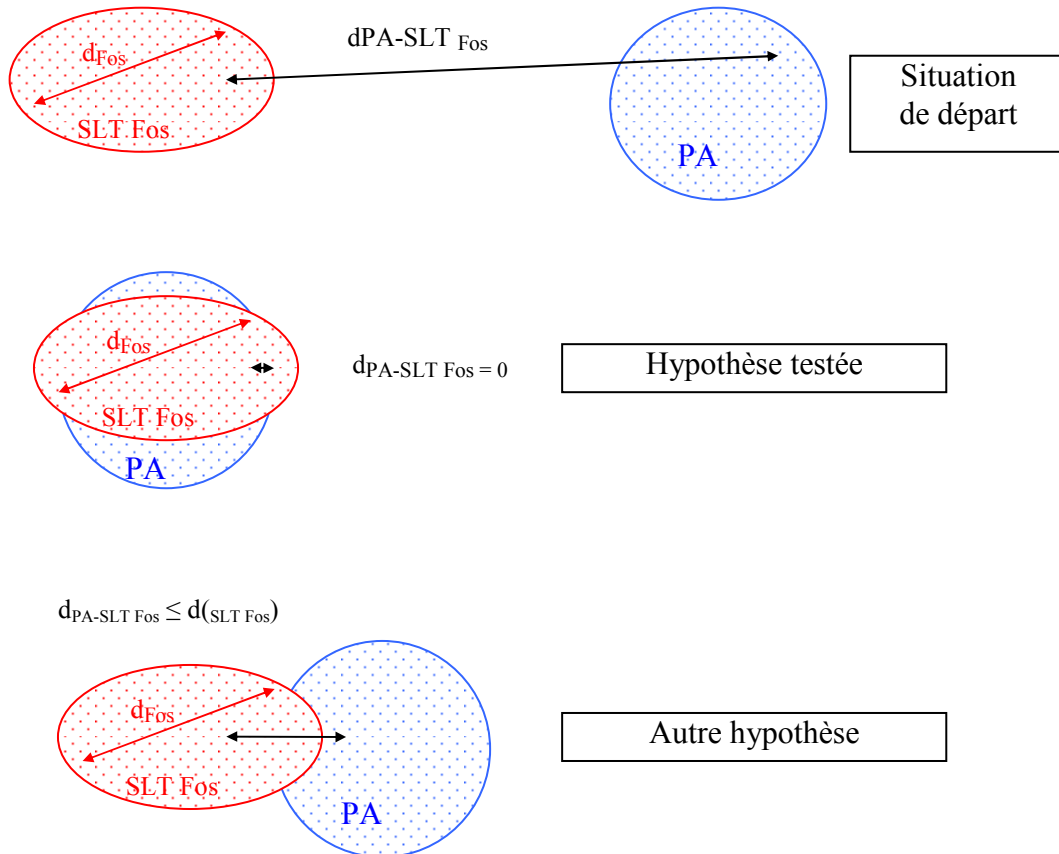 dPA-SLT Fos
dFos
SLT Fos
PA
Situation
de départ
dFos
SLT Fos
PA
dPA-SLT Fos = 0
Hypothèse testée
dPA-SLT Fos ≤ d(SLT Fos)
dFos
SLT Fos
PA
Autre hypothèse